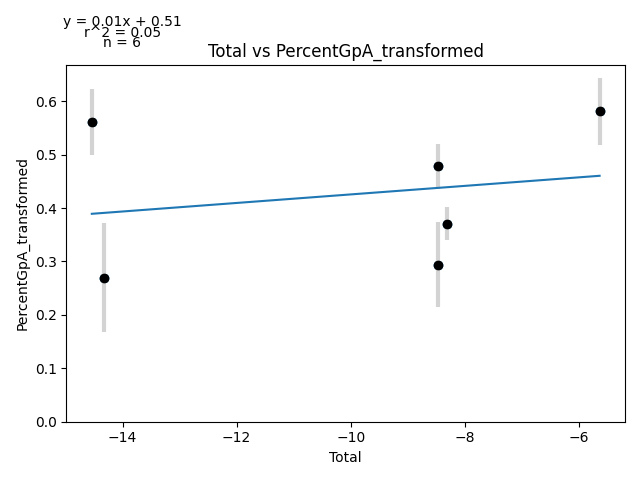 y = 0.01x + 0.51
r^2 = 0.05
n = 6
Total vs PercentGpA_transformed
PercentGpA_transformed
0.6
0.5
0.4
0.3
0.2
0.1
0.0
−14
−12
−10
−8
−6
Total